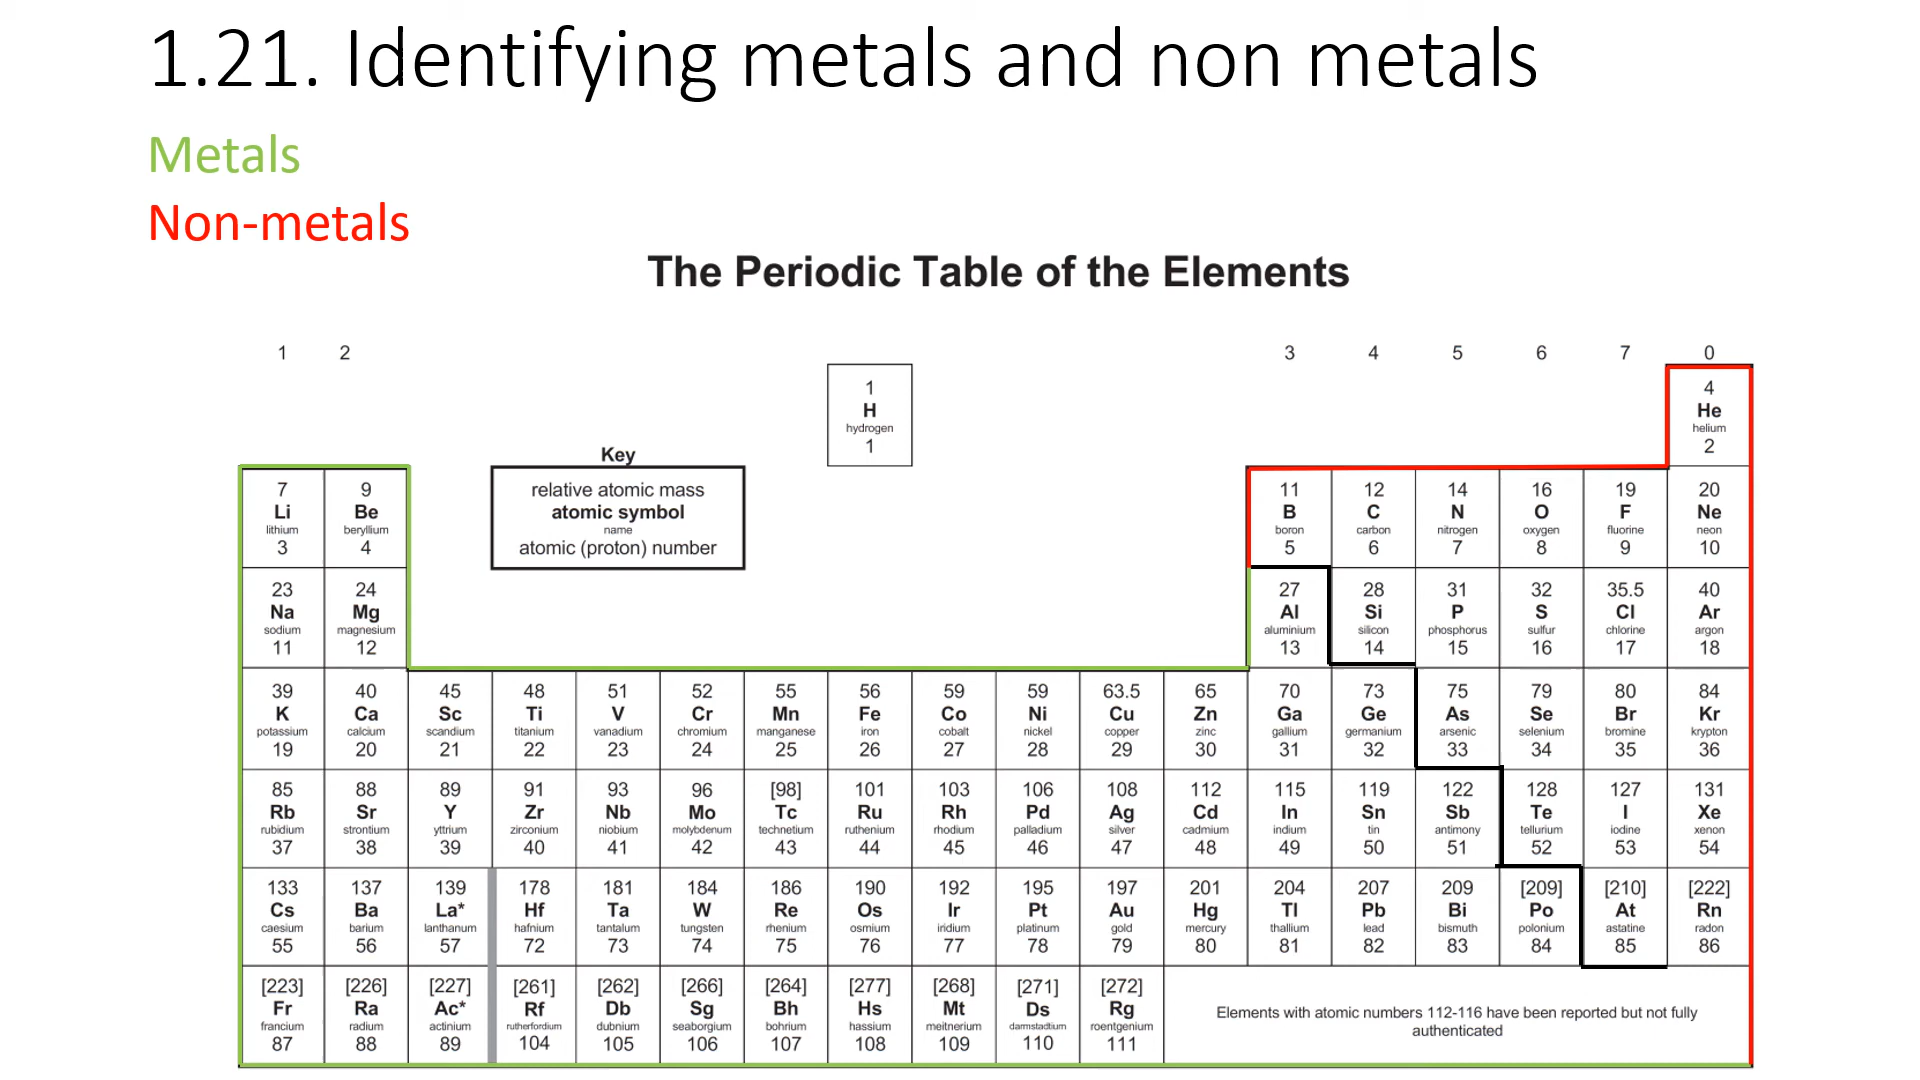 1.21. Identifying metals and non metals
Metals
Non-metals
The Periodic Table of the Elements
1 2 3 4 5 6 7 0
1 4
H He
hydrogen helium
1 2
Key
relative atomic mass
atomic symbol
name
atomic (proton) number
7 9 11 12 14 16 19 20
Li Be B C N O F Ne
lithium beryllium boron carbon nitrogen oxygen fluorine neon
3 4 5 6 7 8 9 10
23 24 27 28 31 32 35.5 40
Na Mg Al Si P S Cl Ar
sodium magnesium aluminium silicon phosphorus sulfur chlorine argon
11 12 13 14 15 16 17 18
39 40 45 48 51 52 55 56 59 59 63.5 65 70 73 75 79 80 84
K Ca Sc Ti V Cr Mn Fe Co Ni Cu Zn Ga Ge As Se Br Kr
potassium calcium scandium titanium vanadium chromium manganese iron cobalt nickel copper zinc gallium germanium arsenic selenium bromine krypton
19 20 21 22 23 24 25 26 27 28 29 30 31 32 33 34 35 36
85 88 89 91 93 96 [98] 101 103 106 108 112 115 119 122 128 127 131
Rb Sr Y Zr Nb Mo Tc Ru Rh Pd Ag Cd In Sn Sb Te I Xe
rubidium strontium yttrium zirconium niobium molybdenum technetium ruthenium rhodium palladium silver cadmium indium tin antimony tellurium iodine xenon
37 38 39 40 41 42 43 44 45 46 47 48 49 50 51 52 53 54
133 137 139 178 181 184 186 190 192 195 197 201 204 207 209 [209] [210] [222]
Cs Ba La* Hf Ta W Re Os Ir Pt Au Hg Tl Pb Bi Po At Rn
caesium barium lanthanum hafnium tantalum tungsten rhenium osmium iridium platinum gold mercury thallium lead bismuth polonium astatine radon
55 56 57 72 73 74 75 76 77 78 79 80 81 82 83 84 85 86
[223] [226] [227] [261] [262] [266] [264] [277] [268] [271] [272]
Fr Ra Ac* Rf Db Sg Bh Hs Mt Ds Rg
francium radium actinium rutherfordium dubnium seaborgium bohrium hassium meitnerium darmstadtium roentgenium
87 88 89 104 105 106 107 108 109 110 111
Elements with atomic numbers 112-116 have been reported but not fully
authenticated